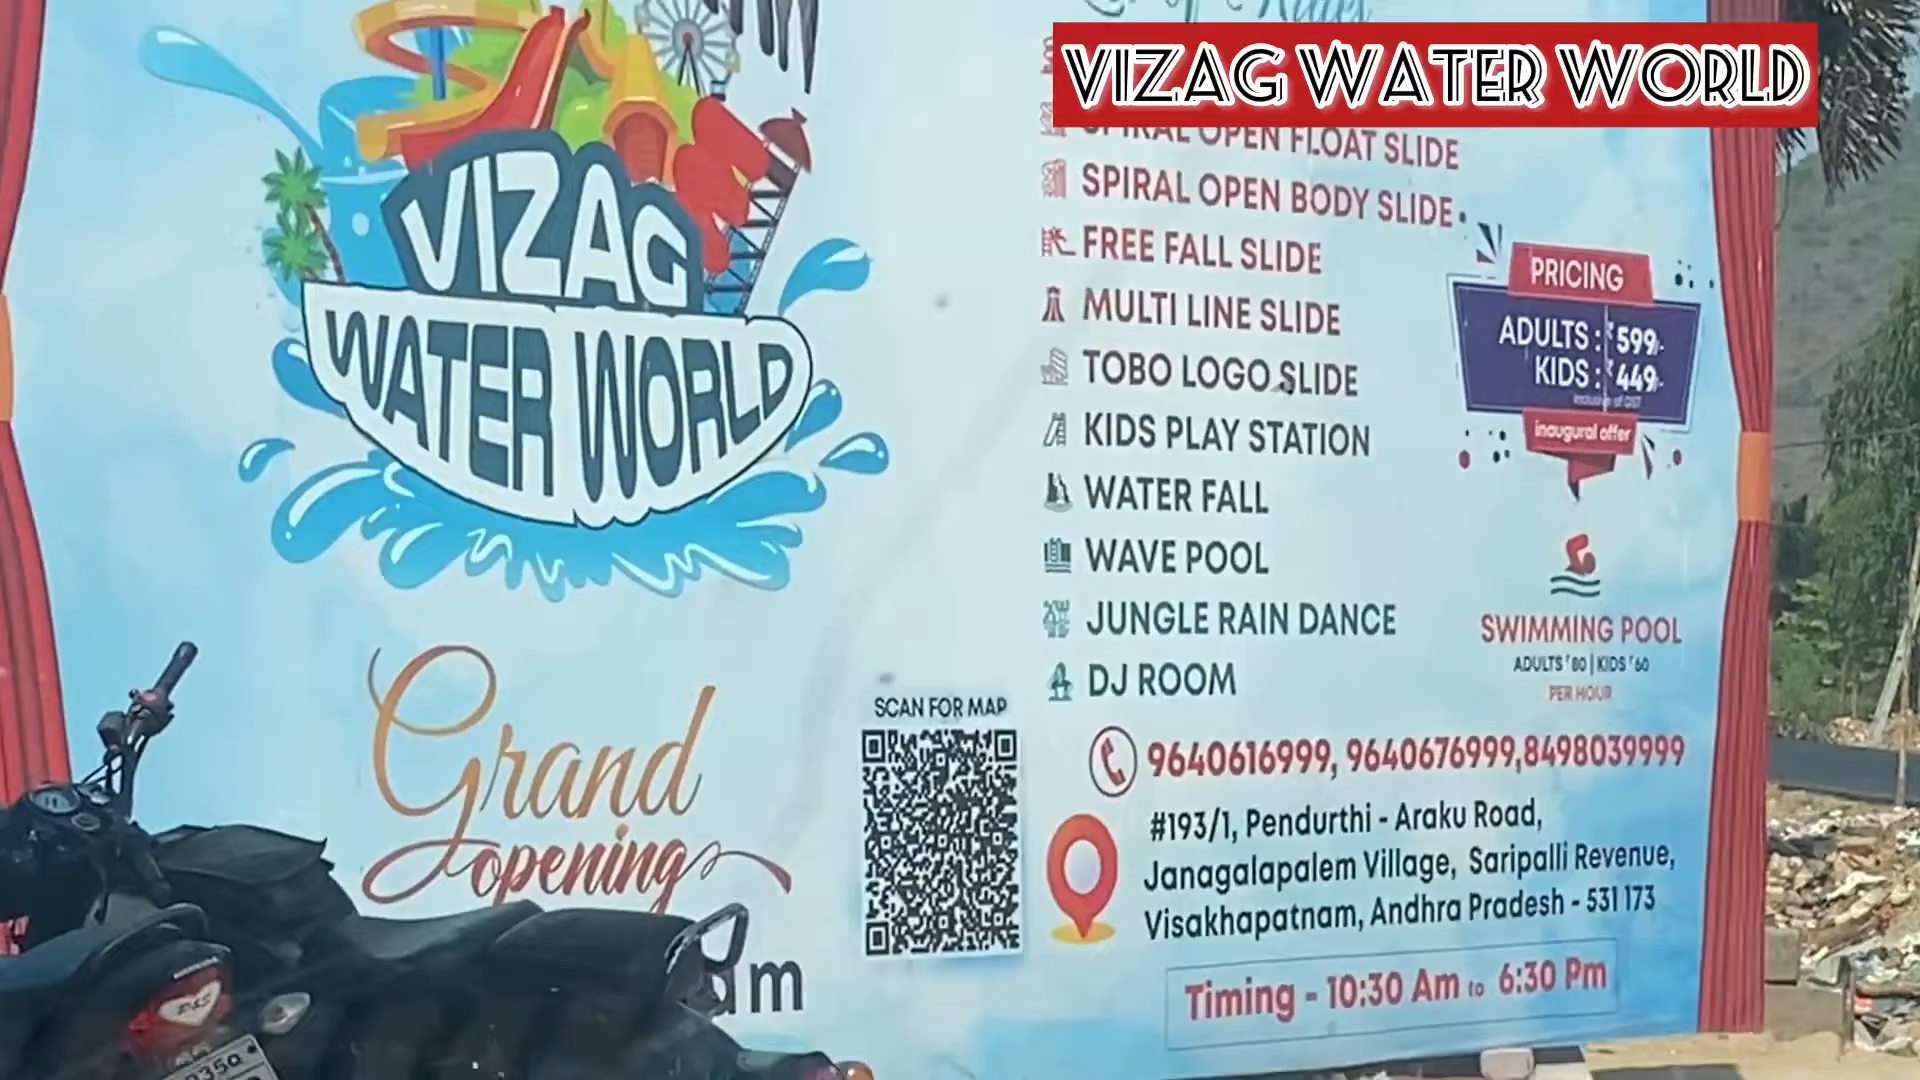 VIZAG WATER WORLD
VIZAG
WATER WORLD
Grand
opening
am
SCAN FOR MAP
SPIRAL OPEN FLOAT SLIDE
SPIRAL OPEN BODY SLIDE
FREE FALL SLIDE
MULTI LINE SLIDE
TOBO LOGO SLIDE
KIDS PLAY STATION
WATER FALL
WAVE POOL
JUNGLE RAIN DANCE
DJ ROOM
PRICING
ADULTS : ₹599/-
KIDS : ₹449/-
inclusive of GST
inaugural offer
SWIMMING POOL
ADULTS ₹80 | KIDS ₹60
PER HOUR
9640616999, 9640676999,8498039999
#193/1, Pendurthi - Araku Road,
Janagalapalem Village, Saripalli Revenue,
Visakhapatnam, Andhra Pradesh - 531 173
Timing - 10:30 Am to 6:30 Pm